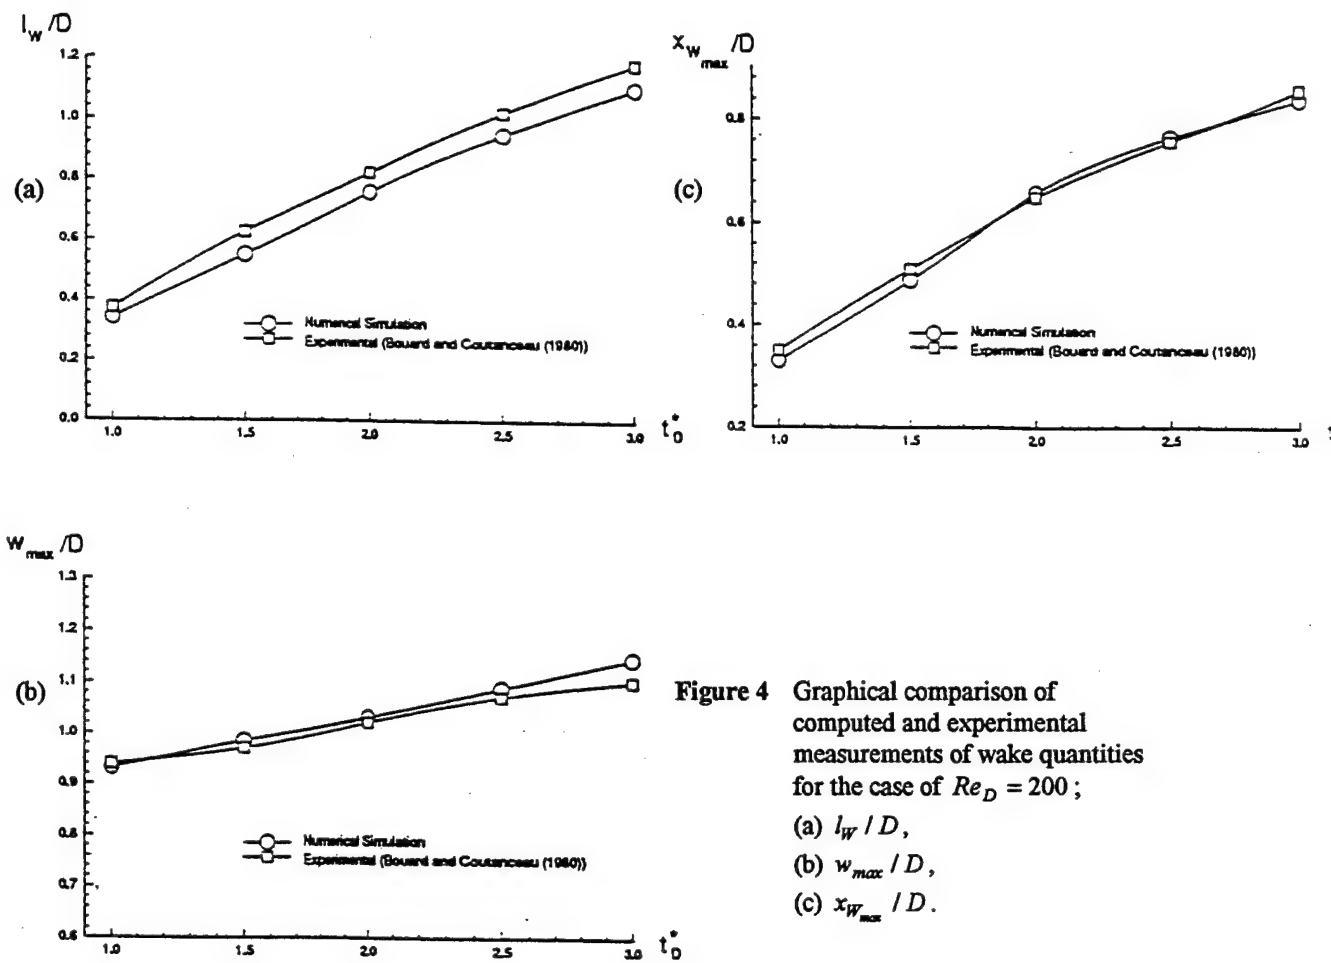 l_W /D
1.2
1.0
0.8
(a)
0.6
0.4
0.2
0.0
Numerical Simulation
Experimental (Bouard and Coutanceau (1980))
1.0 1.5 2.0 2.5 3.0 t*_D
x_W_max /D
0.8
0.6
(c)
0.4
0.2
Numerical Simulation
Experimental (Bouard and Coutanceau (1980))
1.0 1.5 2.0 2.5 3.0
w_max /D
1.3
1.2
1.1
(b)
1.0
0.9
0.8
0.7
0.6
Numerical Simulation
Experimental (Bouard and Coutanceau (1980))
1.0 1.5 2.0 2.5 3.0 t*_D
Figure 4 Graphical comparison of
computed and experimental
measurements of wake quantities
for the case of Re_D = 200 ;
(a) l_W / D ,
(b) w_max / D ,
(c) x_W_max / D .